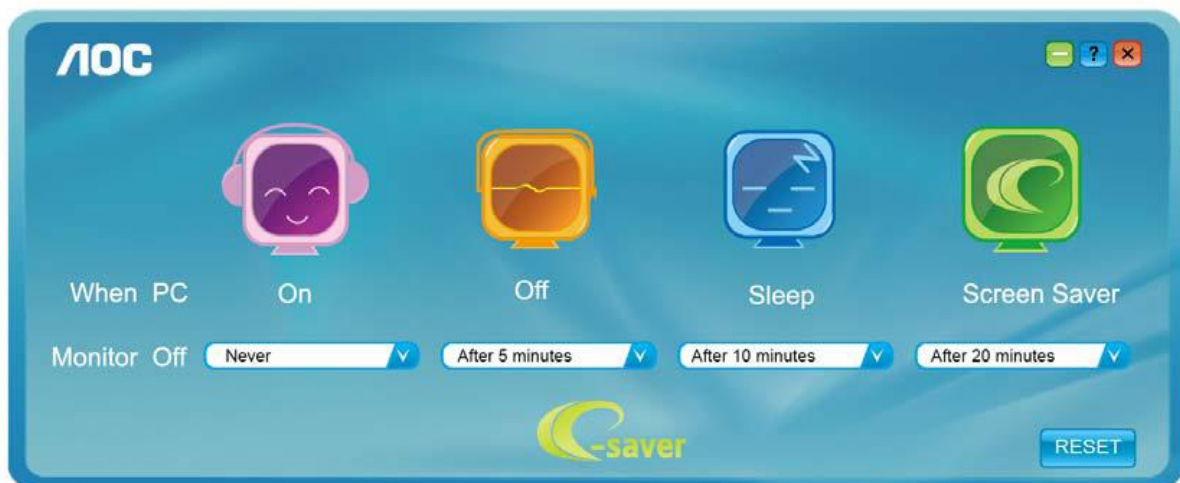 AOC
?
When PC On Off Sleep Screen Saver
Monitor Off Never After 5 minutes After 10 minutes After 20 minutes
e-saver
RESET